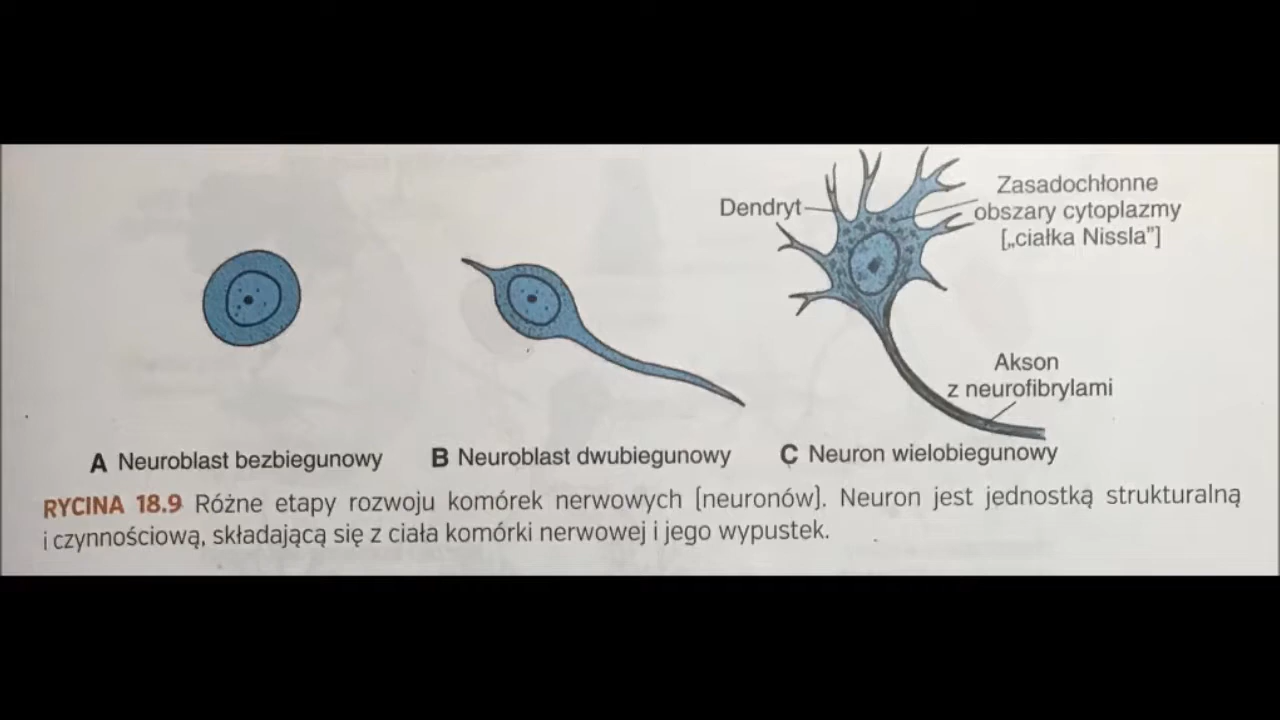 Dendryt
Zasadochłonne
obszary cytoplazmy
[„ciałka Nissla"]
Akson
z neurofibrylami
A Neuroblast bezbiegunowy
B Neuroblast dwubiegunowy
C Neuron wielobiegunowy
RYCINA 18.9 Różne etapy rozwoju komórek nerwowych [neuronów]. Neuron jest jednostką strukturalną
i czynnościową, składającą się z ciała komórki nerwowej i jego wypustek.